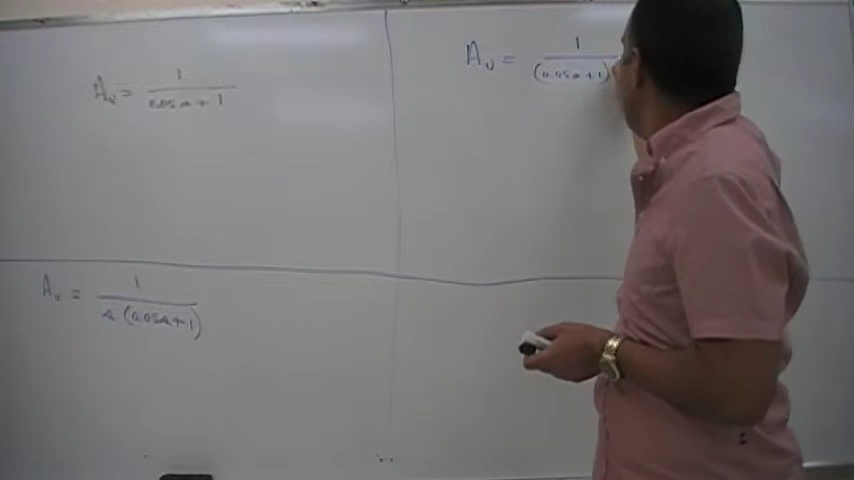 Av = 1 / (0.05s + 1)
Av = 1 / (0.05s + 1)
Av = 1 / s (0.05s + 1)